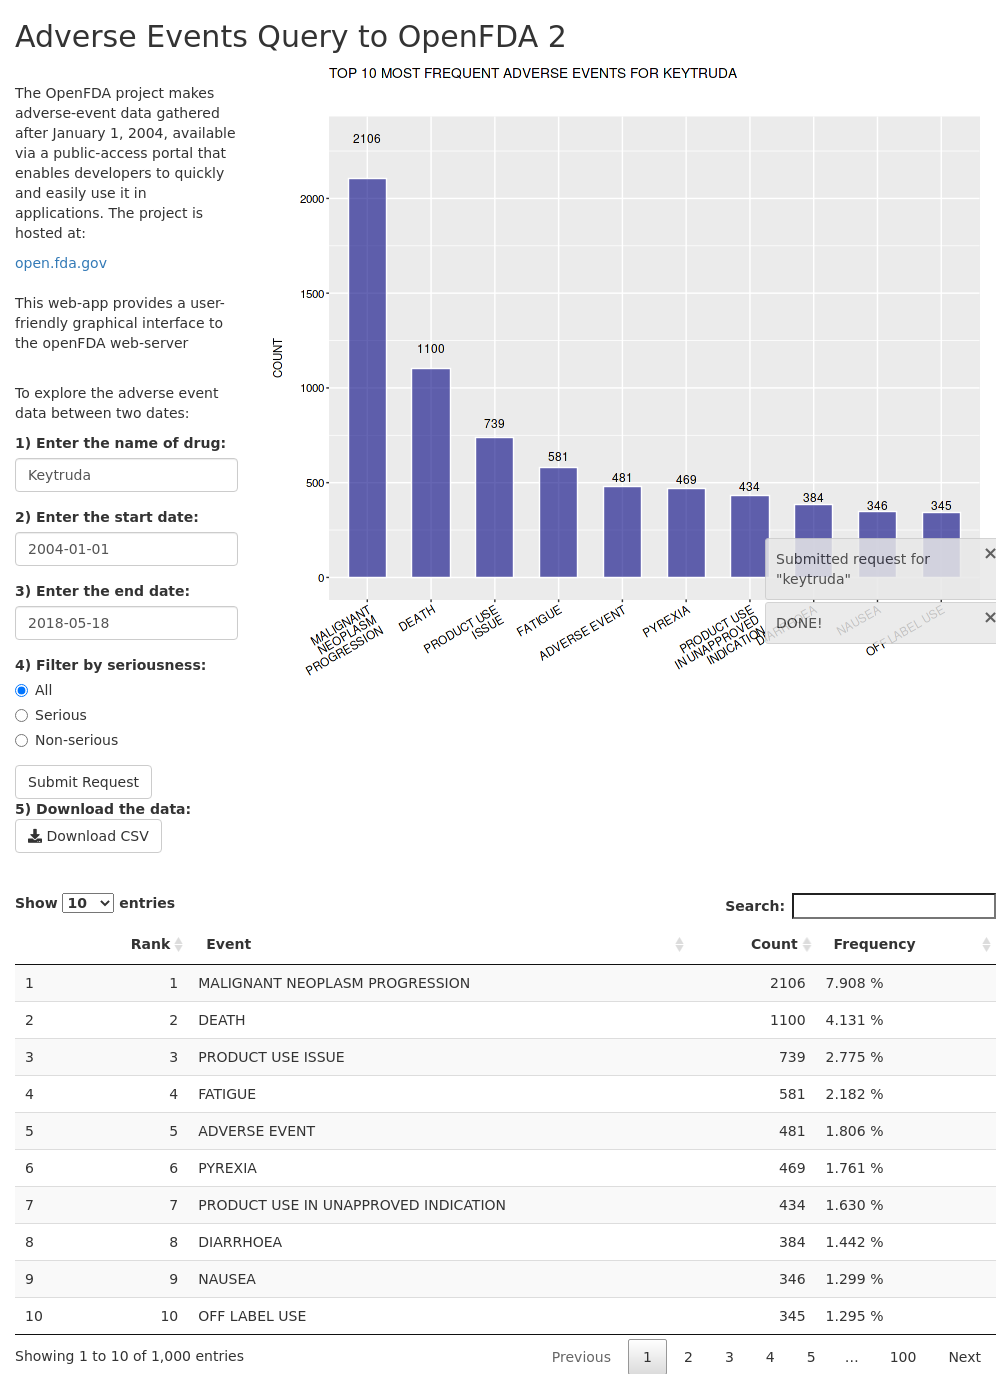 Adverse Events Query to OpenFDA 2
The OpenFDA project makes
adverse-event data gathered
after January 1, 2004, available
via a public-access portal that
enables developers to quickly
and easily use it in
applications. The project is
hosted at:
open.fda.gov
This web-app provides a user-
friendly graphical interface to
the openFDA web-server
To explore the adverse event
data between two dates:
1) Enter the name of drug:
Keytruda
2) Enter the start date:
2004-01-01
3) Enter the end date:
2018-05-18
4) Filter by seriousness:
All
Serious
Non-serious
Submit Request
5) Download the data:
Download CSV
TOP 10 MOST FREQUENT ADVERSE EVENTS FOR KEYTRUDA
COUNT
2000
1500
1000
500
0
2106
1100
739
581
481
469
434
384
346
345
MALIGNANT
NEOPLASM
PROGRESSION
DEATH
PRODUCT USE
ISSUE
FATIGUE
ADVERSE EVENT
PYREXIA
PRODUCT USE
IN UNAPPROVED
INDICATION
DIARRHOEA
NAUSEA
OFF LABEL USE
Submitted request for
"keytruda"
×
DONE!
×
Show 10 entries
Search:
Rank Event Count Frequency
1 1 MALIGNANT NEOPLASM PROGRESSION 2106 7.908 %
2 2 DEATH 1100 4.131 %
3 3 PRODUCT USE ISSUE 739 2.775 %
4 4 FATIGUE 581 2.182 %
5 5 ADVERSE EVENT 481 1.806 %
6 6 PYREXIA 469 1.761 %
7 7 PRODUCT USE IN UNAPPROVED INDICATION 434 1.630 %
8 8 DIARRHOEA 384 1.442 %
9 9 NAUSEA 346 1.299 %
10 10 OFF LABEL USE 345 1.295 %
Showing 1 to 10 of 1,000 entries
Previous 1 2 3 4 5 … 100 Next